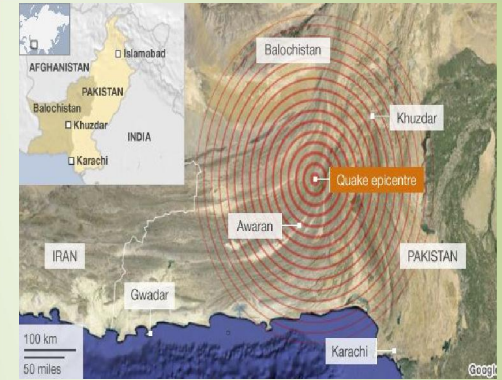 Islamabad
AFGHANISTAN
PAKISTAN
Balochistan
Khuzdar
INDIA
Karachi
Balochistan
Khuzdar
Quake epicentre
Awaran
IRAN
PAKISTAN
Gwadar
100 km
50 miles
Karachi
Googl